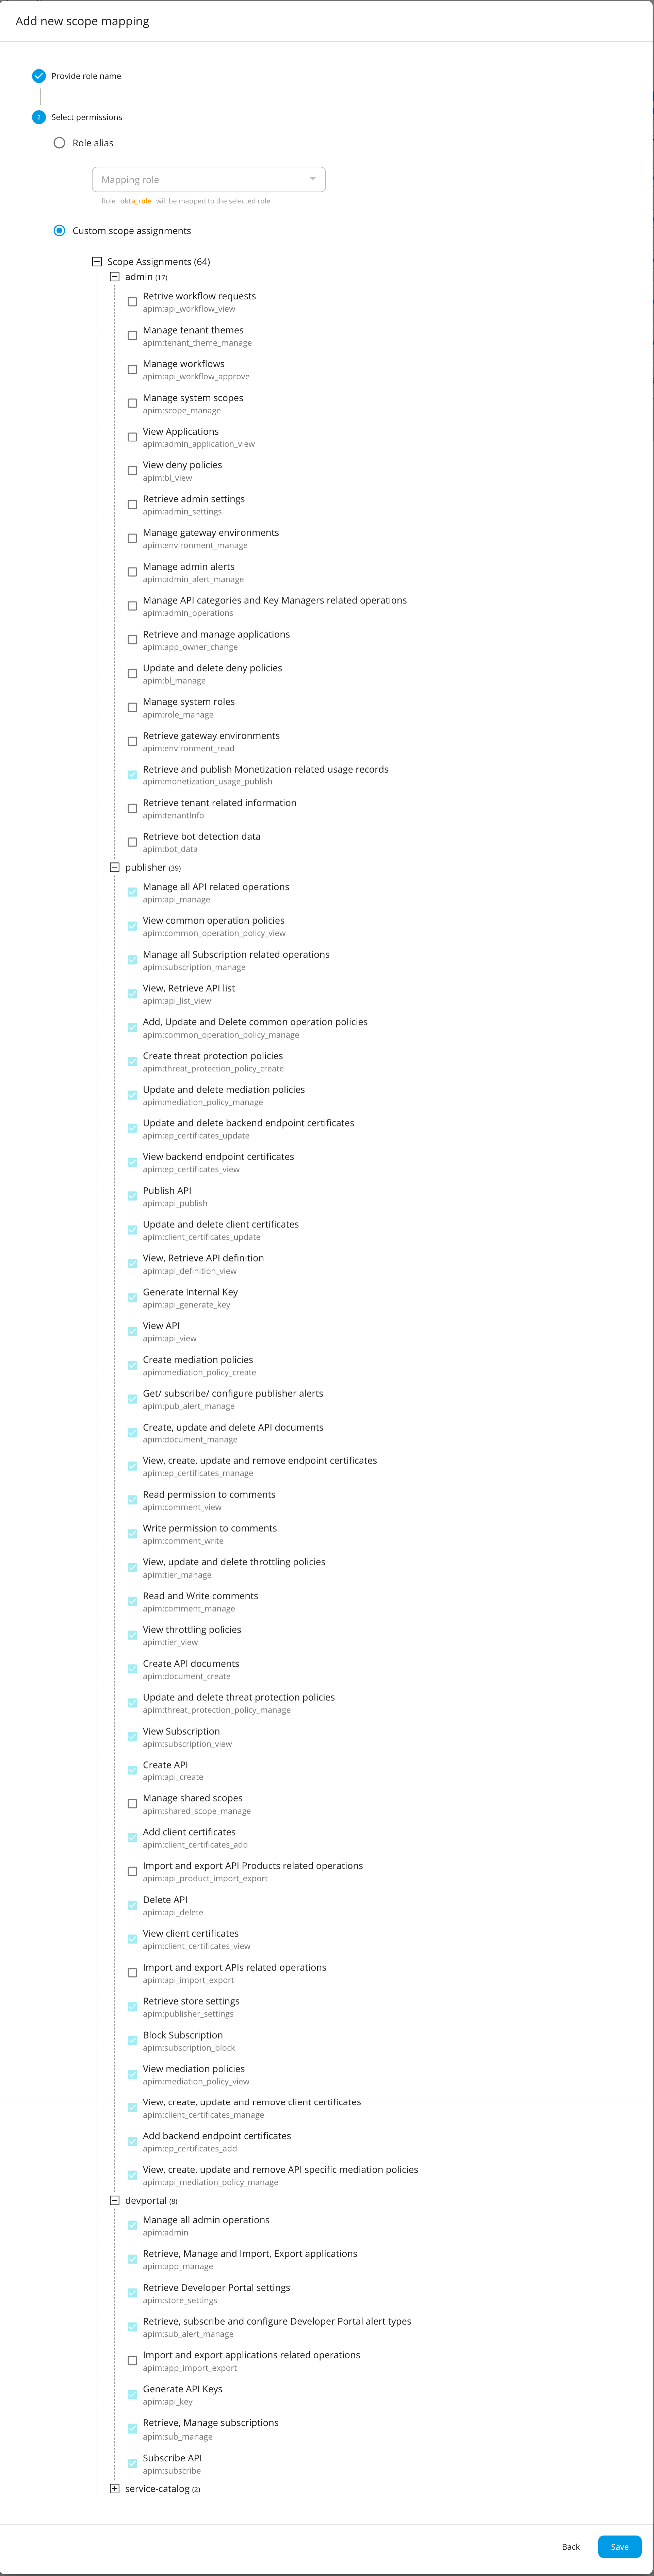 Add new scope mapping
Provide role name
2 Select permissions
Role alias
Mapping role
Role okta_role will be mapped to the selected role
Custom scope assignments
Scope Assignments (64)
admin (17)
Retrive workflow requests
apim:api_workflow_view
Manage tenant themes
apim:tenant_theme_manage
Manage workflows
apim:api_workflow_approve
Manage system scopes
apim:scope_manage
View Applications
apim:admin_application_view
View deny policies
apim:bl_view
Retrieve admin settings
apim:admin_settings
Manage gateway environments
apim:environment_manage
Manage admin alerts
apim:admin_alert_manage
Manage API categories and Key Managers related operations
apim:admin_operations
Retrieve and manage applications
apim:app_owner_change
Update and delete deny policies
apim:bl_manage
Manage system roles
apim:role_manage
Retrieve gateway environments
apim:environment_read
Retrieve and publish Monetization related usage records
apim:monetization_usage_publish
Retrieve tenant related information
apim:tenantInfo
Retrieve bot detection data
apim:bot_data
publisher (39)
Manage all API related operations
apim:api_manage
View common operation policies
apim:common_operation_policy_view
Manage all Subscription related operations
apim:subscription_manage
View, Retrieve API list
apim:api_list_view
Add, Update and Delete common operation policies
apim:common_operation_policy_manage
Create threat protection policies
apim:threat_protection_policy_create
Update and delete mediation policies
apim:mediation_policy_manage
Update and delete backend endpoint certificates
apim:ep_certificates_update
View backend endpoint certificates
apim:ep_certificates_view
Publish API
apim:api_publish
Update and delete client certificates
apim:client_certificates_update
View, Retrieve API definition
apim:api_definition_view
Generate Internal Key
apim:api_generate_key
View API
apim:api_view
Create mediation policies
apim:mediation_policy_create
Get/ subscribe/ configure publisher alerts
apim:pub_alert_manage
Create, update and delete API documents
apim:document_manage
View, create, update and remove endpoint certificates
apim:ep_certificates_manage
Read permission to comments
apim:comment_view
Write permission to comments
apim:comment_write
View, update and delete throttling policies
apim:tier_manage
Read and Write comments
apim:comment_manage
View throttling policies
apim:tier_view
Create API documents
apim:document_create
Update and delete threat protection policies
apim:threat_protection_policy_manage
View Subscription
apim:subscription_view
Create API
apim:api_create
Manage shared scopes
apim:shared_scope_manage
Add client certificates
apim:client_certificates_add
Import and export API Products related operations
apim:api_product_import_export
Delete API
apim:api_delete
View client certificates
apim:client_certificates_view
Import and export APIs related operations
apim:api_import_export
Retrieve store settings
apim:publisher_settings
Block Subscription
apim:subscription_block
View mediation policies
apim:mediation_policy_view
View, create, update and remove client certificates
apim:client_certificates_manage
Add backend endpoint certificates
apim:ep_certificates_add
View, create, update and remove API specific mediation policies
apim:api_mediation_policy_manage
devportal (8)
Manage all admin operations
apim:admin
Retrieve, Manage and Import, Export applications
apim:app_manage
Retrieve Developer Portal settings
apim:store_settings
Retrieve, subscribe and configure Developer Portal alert types
apim:sub_alert_manage
Import and export applications related operations
apim:app_import_export
Generate API Keys
apim:api_key
Retrieve, Manage subscriptions
apim:sub_manage
Subscribe API
apim:subscribe
service-catalog (2)
Back Save